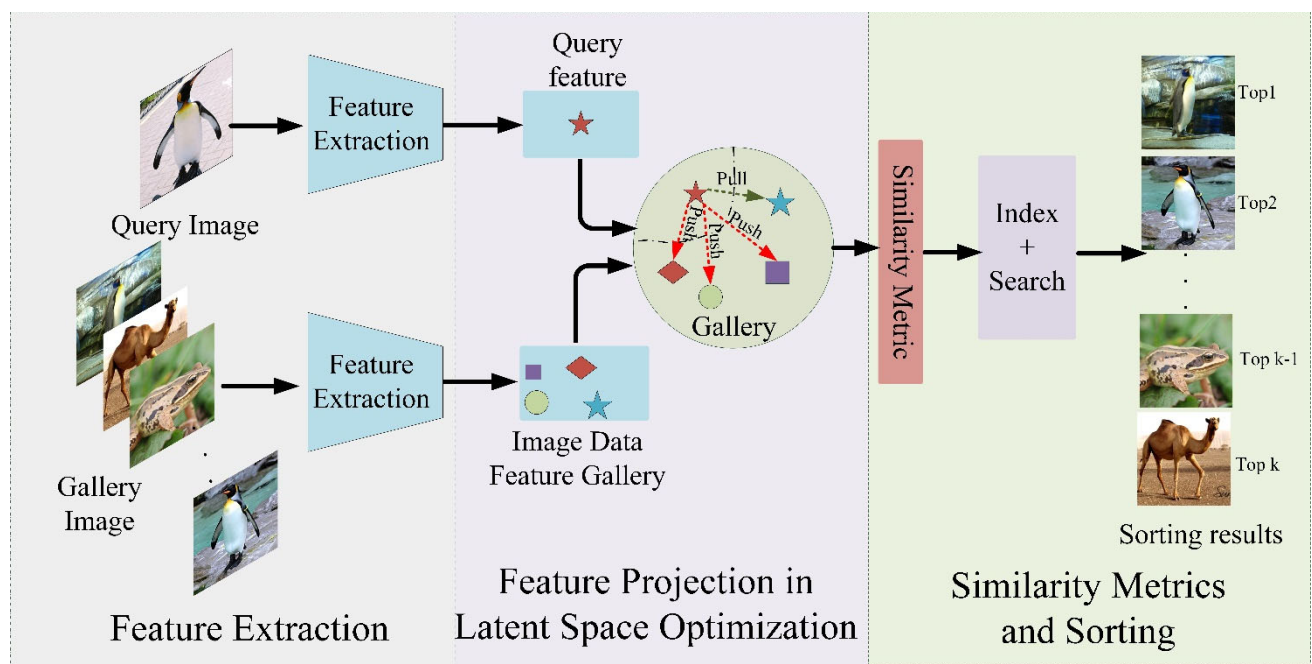 Query Image
Feature
Extraction
Gallery
Image
Feature
Extraction
Feature Extraction
Query
feature
Pull
Push
Push
Push
Gallery
Image Data
Feature Gallery
Feature Projection in
Latent Space Optimization
Similarity Metric
Index
+
Search
Top1
Top2
Top k-1
Top k
Sorting results
Similarity Metrics
and Sorting